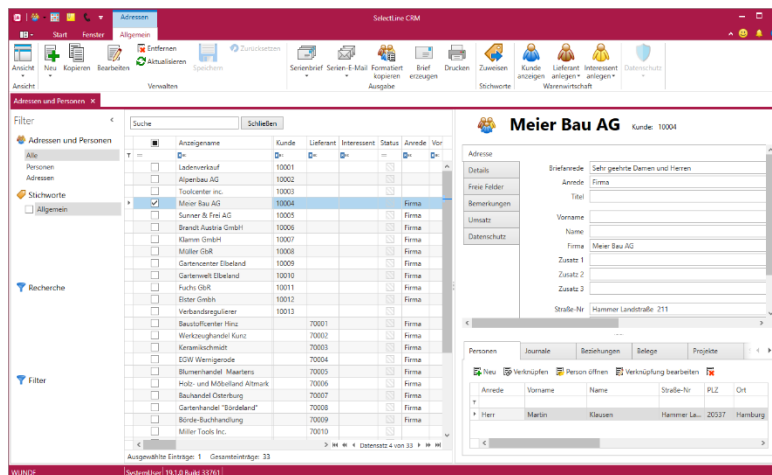 Adressen
SelectLine CRM
Start Fenster Allgemein
Ansicht Neu Kopieren Bearbeiten Entfernen Aktualisieren Speichern Zurücksetzen Serienbrief Serien-E-Mail Formatiert kopieren Brief erzeugen Drucken Zuweisen Kunde anzeigen Lieferant anlegen Interessent anlegen Datenschutz
Ansicht Verwalten Ausgabe Stichworte Warenwirtschaft
Adressen und Personen ×
Filter
Adressen und Personen
Alle
Personen
Adressen
Stichworte
Allgemein
Recherche
Filter
Suche Schließen
Anzeigename Kunde Lieferant Interessent Status Anrede Vor
Ladenverkauf 10001
Alpenbau AG 10002
Toolcenter inc. 10003
Meier Bau AG 10004 Firma
Sunner & Frei AG 10005 Firma
Brandt Austria GmbH 10006 Firma
Klamm GmbH 10007 Firma
Müller GbR 10008 Firma
Gartencenter Elbeland 10009 Firma
Gartenwelt Elbeland 10010 Firma
Fuchs GbR 10011 Firma
Elster Gmbh 10012 Firma
Verbandsregulierer 10013
Baustoffcenter Hinz 70001 Firma
Werkzeughandel Kunz 70002 Firma
Keramikschmidt 70003 Firma
EGW Wernigerode 70004 Firma
Blumenhandel Maartens 70005 Firma
Holz- und Möbelland Altmark 70006 Firma
Bauhandel Osterburg 70007 Firma
Gartenhandel "Bördeland" 70008 Firma
Börde-Buchhandlung 70009 Firma
Miller Tools Inc. 70010
Datensatz 4 von 33
Ausgewählte Einträge: 1 Gesamteinträge: 33
Meier Bau AG Kunde: 10004
Adresse
Details
Freie Felder
Bemerkungen
Umsatz
Datenschutz
Briefanrede Sehr geehrte Damen und Herren
Anrede Firma
Titel
Vorname
Name
Firma Meier Bau AG
Zusatz 1
Zusatz 2
Zusatz 3
Straße-Nr Hammer Landstraße 211
Personen Journale Beziehungen Belege Projekte
Neu Verknüpfen Person öffnen Verknüpfung bearbeiten
Anrede Vorname Name Straße-Nr PLZ Ort
Herr Martin Klausen Hammer La... 20537 Hamburg
WUNDE SystemUser 19.1.0 Build 33761